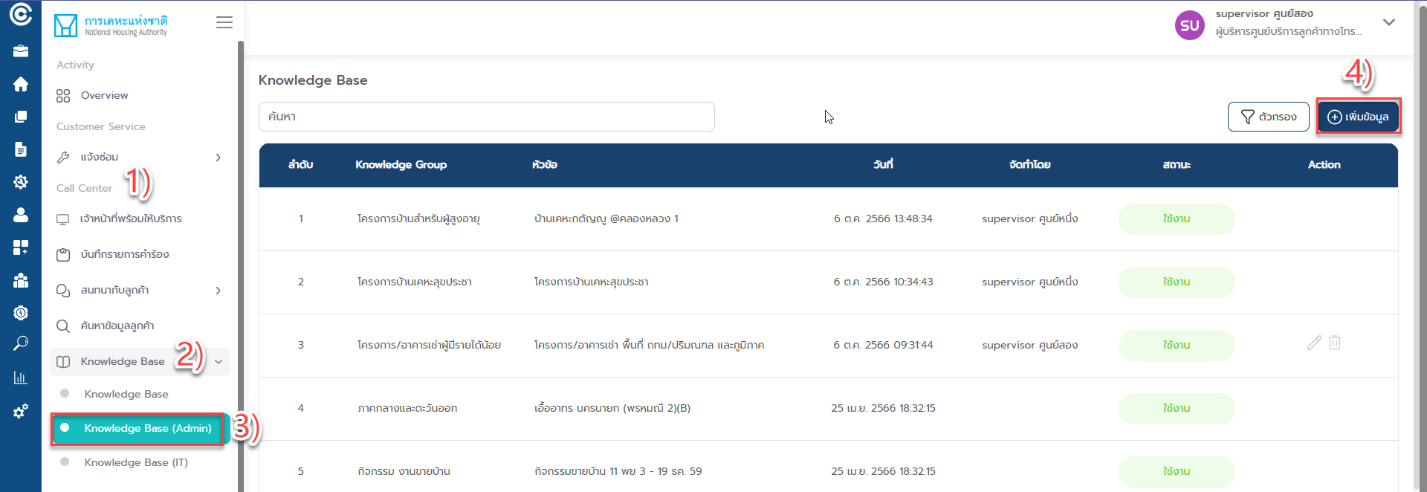 การเคหะแห่งชาติ
National Housing Authority
supervisor ศูนย์สอง
SU
ผู้บริหารศูนย์บริการลูกค้าทางโทร...
Activity
Overview
Customer Service
แจ้งซ่อม
1)
Call Center
เจ้าหน้าที่พร้อมให้บริการ
บันทึกรายการคำร้อง
สนทนากับลูกค้า
ค้นหาข้อมูลลูกค้า
Knowledge Base
2)
Knowledge Base
Knowledge Base (Admin)
3)
Knowledge Base (IT)
Knowledge Base
4)
ค้นหา
ตัวกรอง
เพิ่มข้อมูล
ลำดับ Knowledge Group หัวข้อ วันที่ จัดทำโดย สถานะ Action
1 โครงการบ้านสำหรับผู้สูงอายุ บ้านเคหะกตัญญู @คลองหลวง 1 6 ต.ค. 2566 13:48:34 supervisor ศูนย์หนึ่ง ใช้งาน
2 โครงการบ้านเคหะสุขประชา โครงการบ้านเคหะสุขประชา 6 ต.ค. 2566 10:34:43 supervisor ศูนย์หนึ่ง ใช้งาน
3 โครงการ/อาคารเช่าผู้มีรายได้น้อย โครงการ/อาคารเช่า พื้นที่ กทม/ปริมณฑล และภูมิภาค 6 ต.ค. 2566 09:31:44 supervisor ศูนย์สอง ใช้งาน
4 ภาคกลางและตะวันออก เอื้ออาทร นครนายก (พรหมณี 2)(B) 25 เม.ย. 2566 18:32:15 ใช้งาน
5 กิจกรรม งานขายบ้าน กิจกรรมขายบ้าน 11 พย 3 - 19 ธค. 59 25 เม.ย. 2566 18:32:15 ใช้งาน